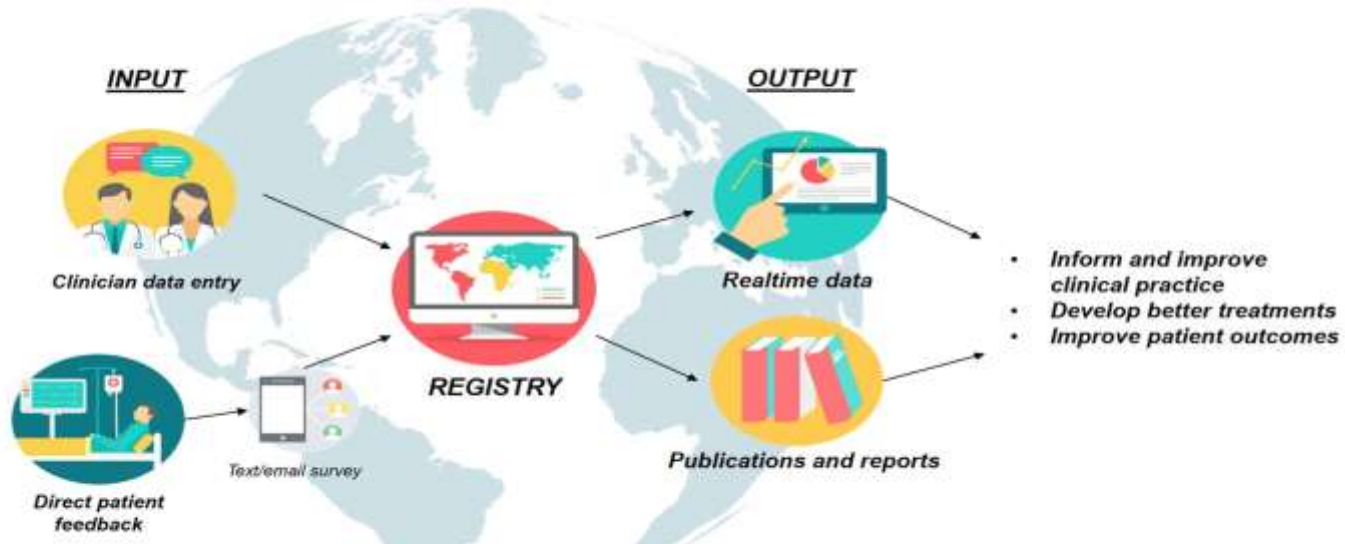 INPUT
OUTPUT
Clinician data entry
Realtime data
REGISTRY
Direct patient
feedback
Text/email survey
Publications and reports
• Inform and improve
clinical practice
• Develop better treatments
• Improve patient outcomes